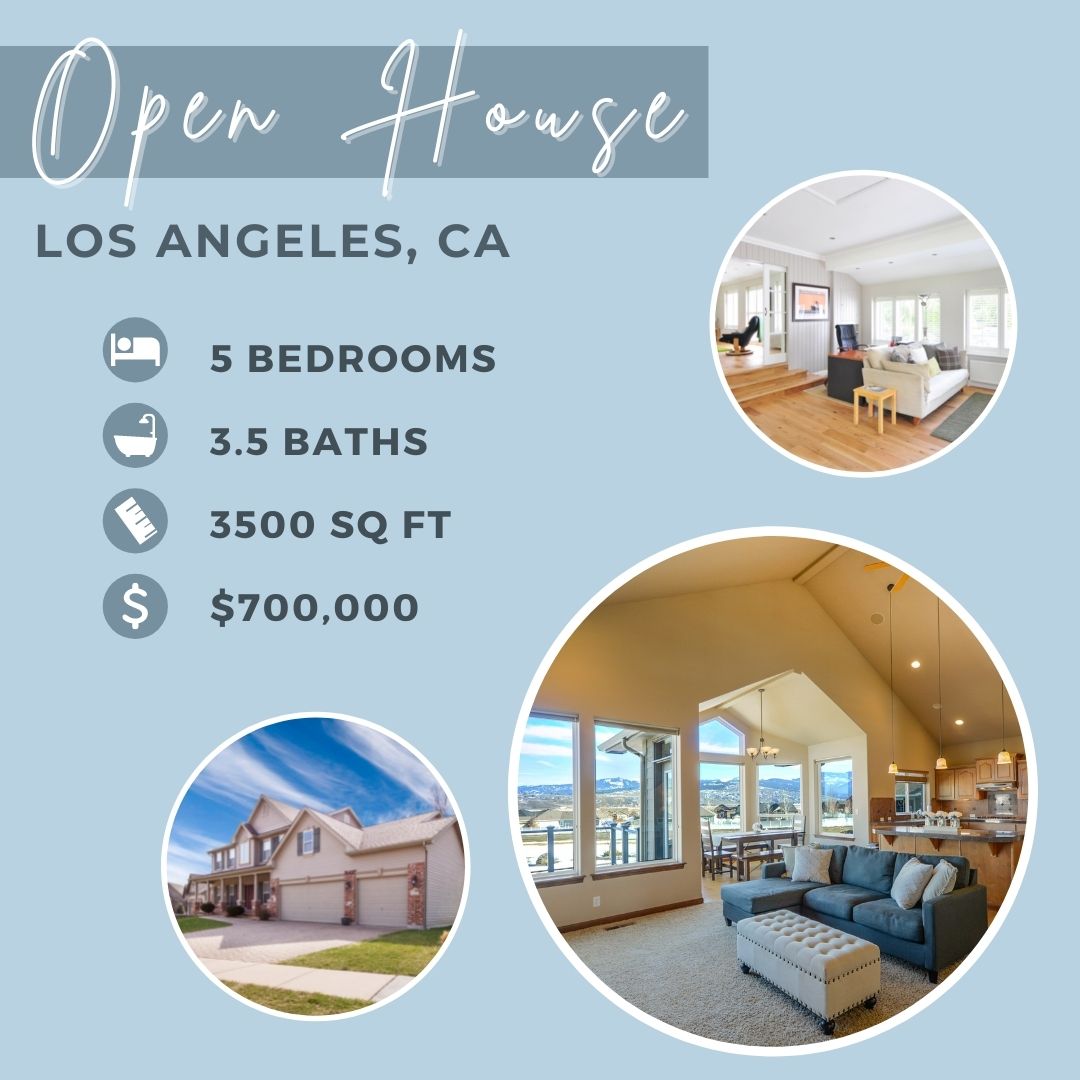 Open House
LOS ANGELES, CA
5 BEDROOMS
3.5 BATHS
3500 SQ FT
$700,000